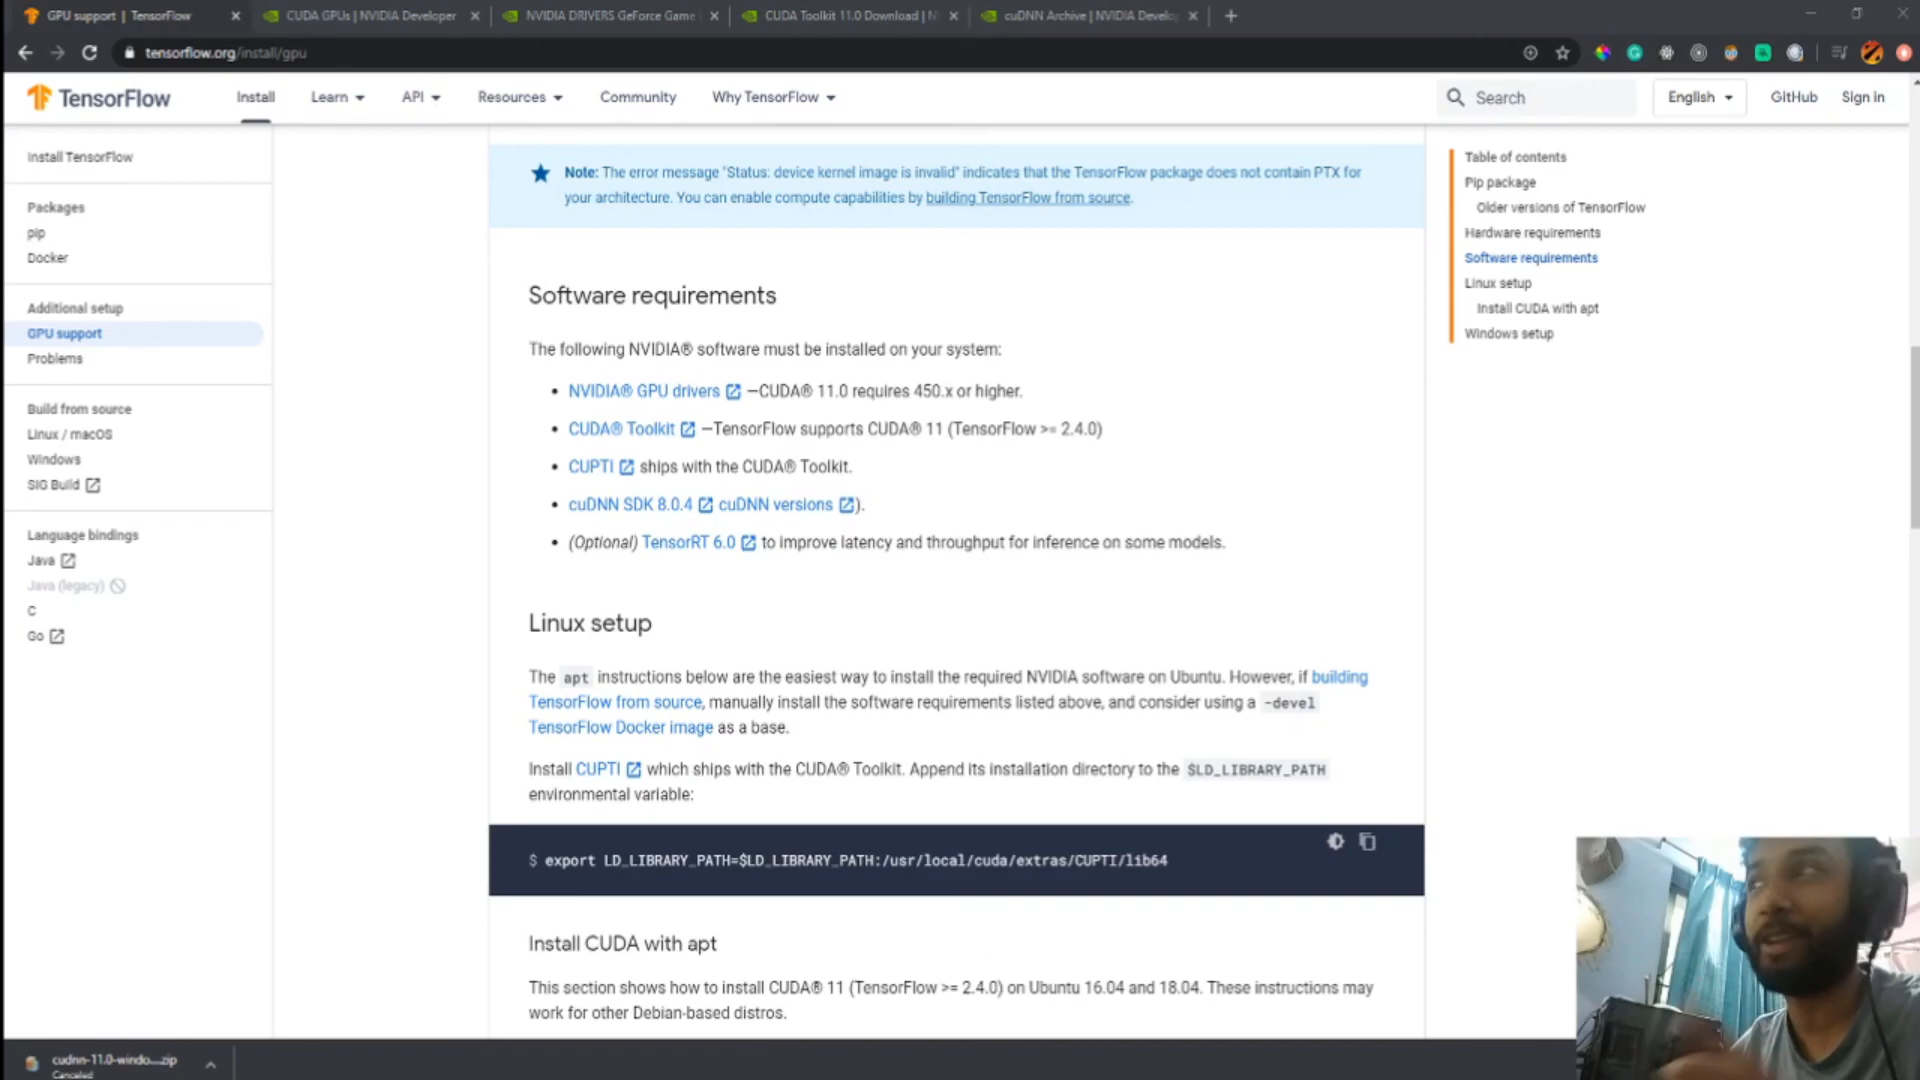 GPU support | TensorFlow
CUDA GPUs | NVIDIA Developer
NVIDIA DRIVERS GeForce Game
CUDA Toolkit 11.0 Download | N
cuDNN Archive | NVIDIA Develo
tensorflow.org/install/gpu
TensorFlow
Install
Learn
API
Resources
Community
Why TensorFlow
Search
English
GitHub
Sign in
Install TensorFlow
Packages
pip
Docker
Additional setup
GPU support
Problems
Build from source
Linux / macOS
Windows
SIG Build
Language bindings
Java
Java (legacy)
C
Go
Note: The error message "Status: device kernel image is invalid" indicates that the TensorFlow package does not contain PTX for
your architecture. You can enable compute capabilities by building TensorFlow from source.
Software requirements
The following NVIDIA® software must be installed on your system:
• NVIDIA® GPU drivers —CUDA® 11.0 requires 450.x or higher.
• CUDA® Toolkit —TensorFlow supports CUDA® 11 (TensorFlow >= 2.4.0)
• CUPTI ships with the CUDA® Toolkit.
• cuDNN SDK 8.0.4 cuDNN versions ).
• (Optional) TensorRT 6.0 to improve latency and throughput for inference on some models.
Linux setup
The apt instructions below are the easiest way to install the required NVIDIA software on Ubuntu. However, if building
TensorFlow from source, manually install the software requirements listed above, and consider using a -devel
TensorFlow Docker image as a base.
Install CUPTI which ships with the CUDA® Toolkit. Append its installation directory to the $LD_LIBRARY_PATH
environmental variable:
$ export LD_LIBRARY_PATH=$LD_LIBRARY_PATH:/usr/local/cuda/extras/CUPTI/lib64
Install CUDA with apt
This section shows how to install CUDA® 11 (TensorFlow >= 2.4.0) on Ubuntu 16.04 and 18.04. These instructions may
work for other Debian-based distros.
Table of contents
Pip package
Older versions of TensorFlow
Hardware requirements
Software requirements
Linux setup
Install CUDA with apt
Windows setup
cudnn-11.0-windo....zip
Canceled